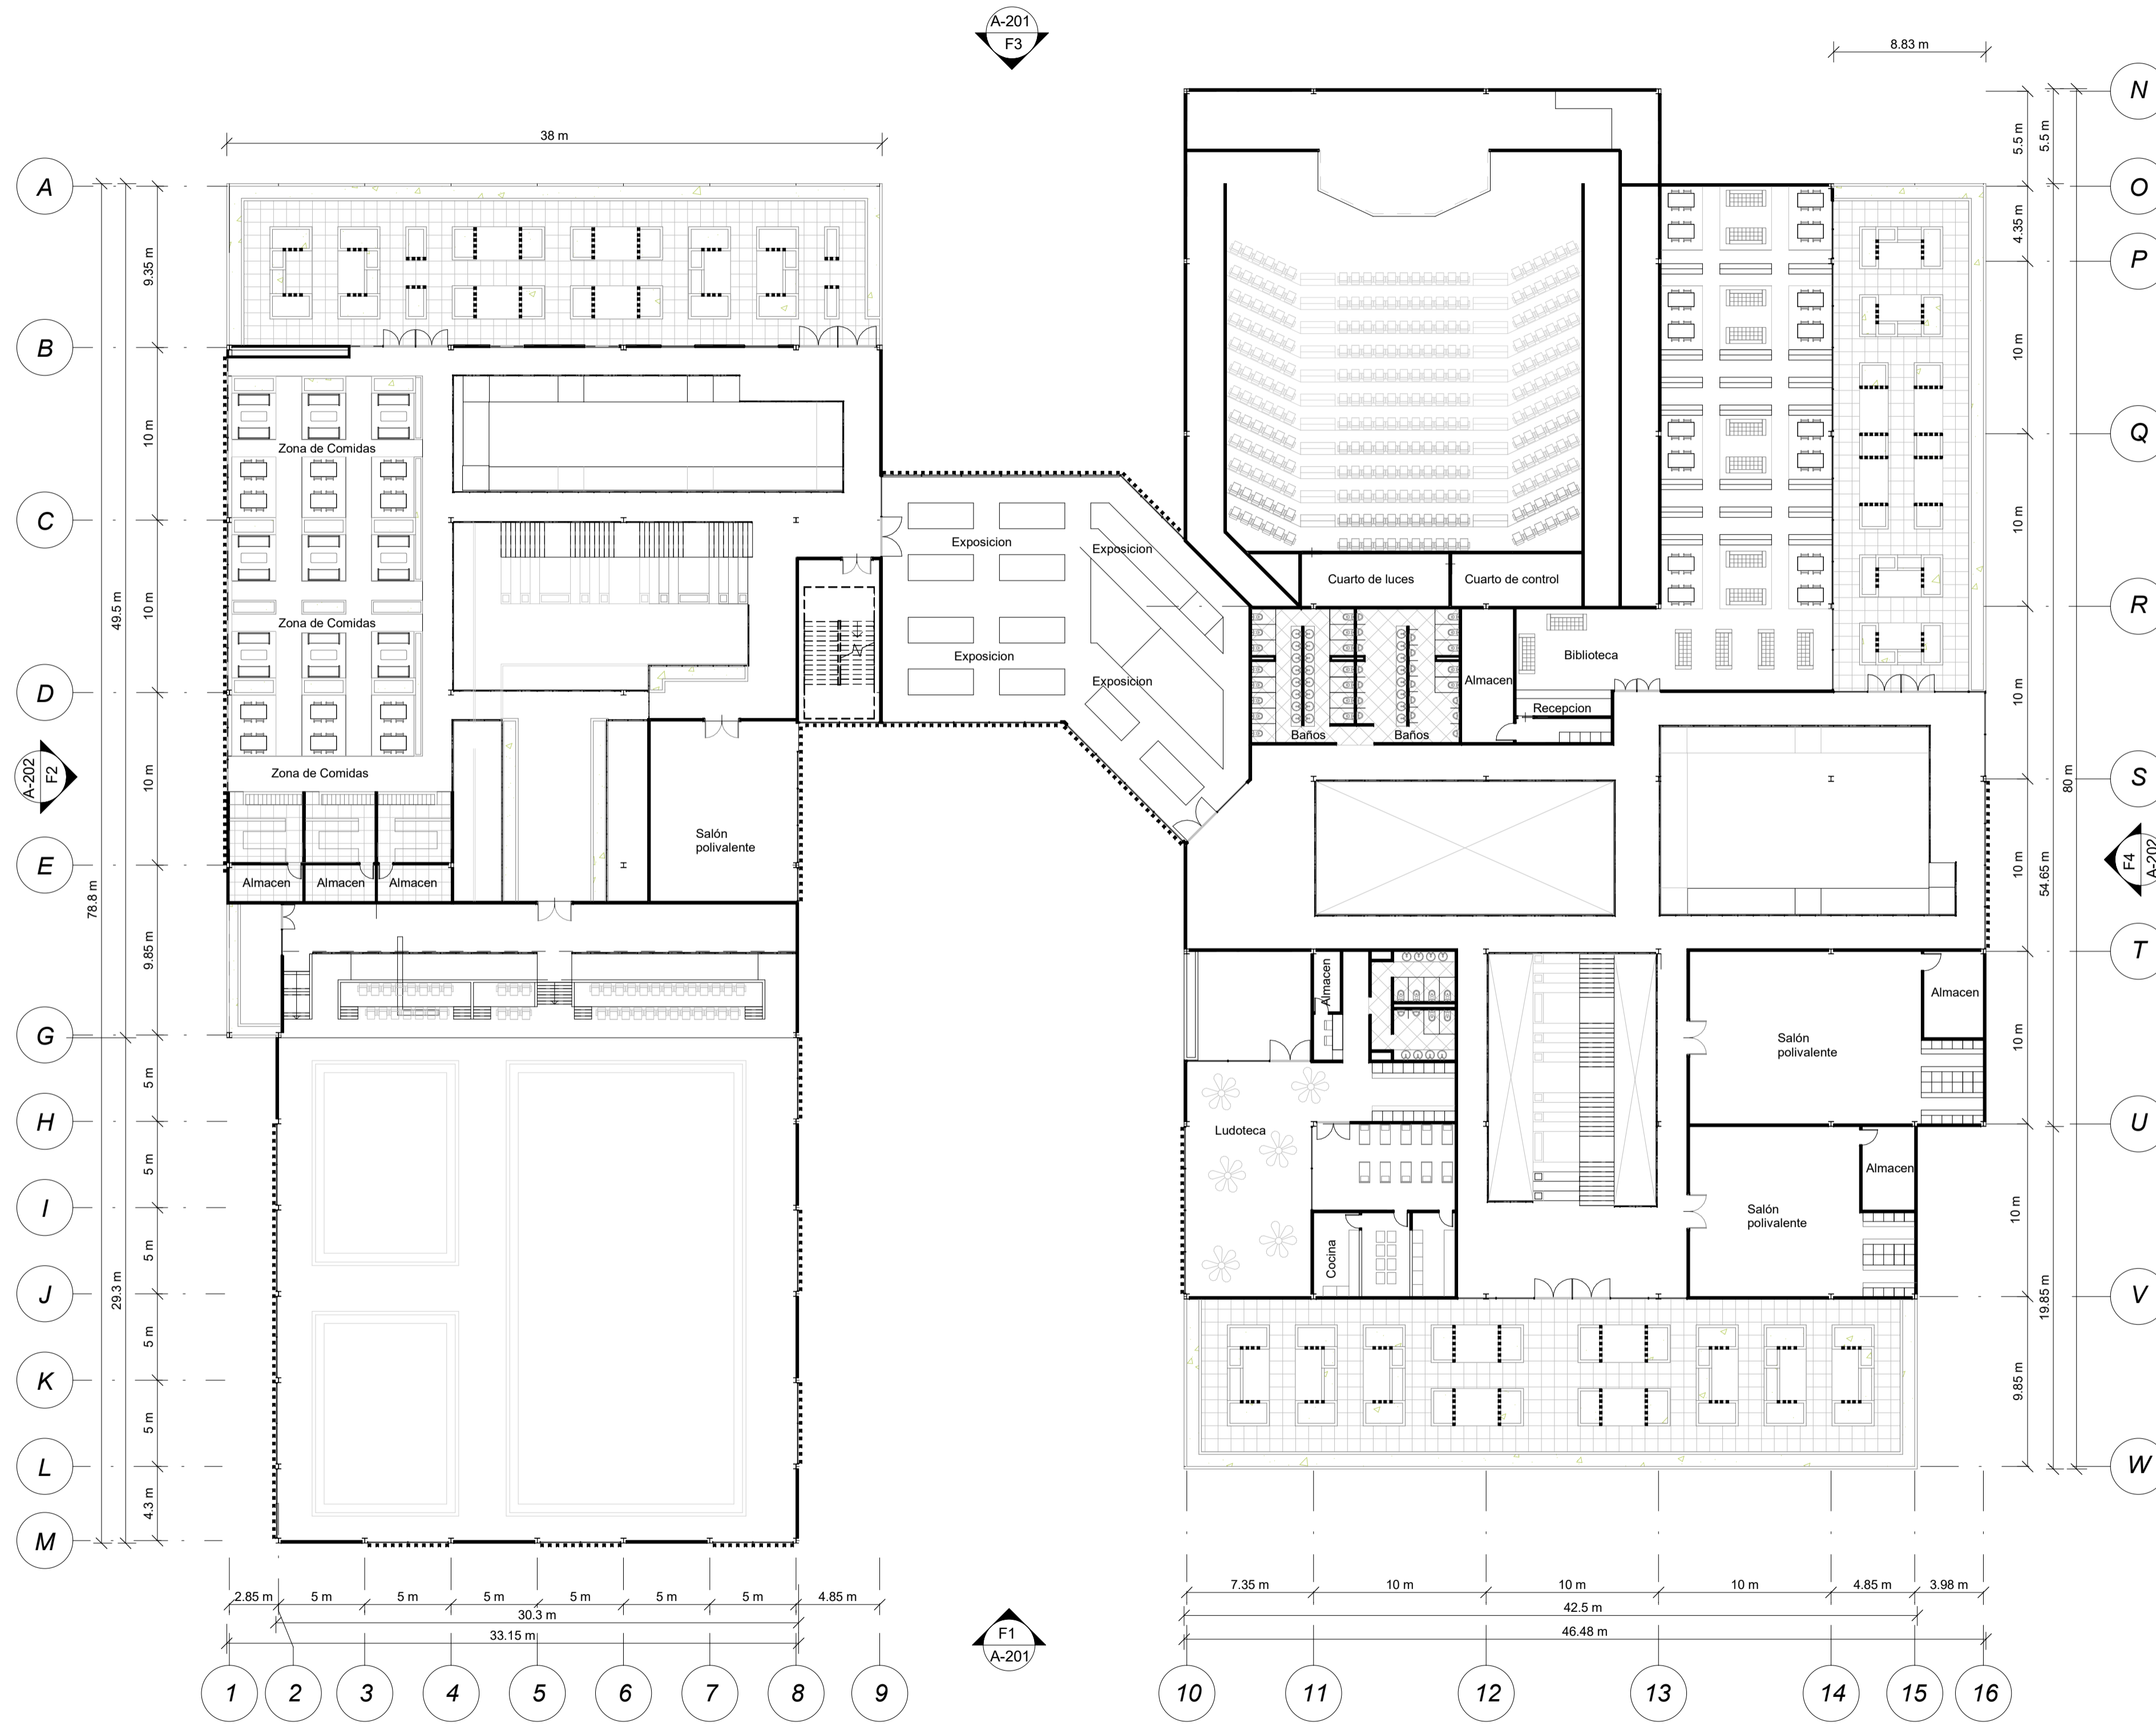 A-201
F3
8.83 m
N
5.5 m
5.5 m
38 m
A
O
9.35 m
4.35 m
P
B
10 m
10 m
Zona de Comidas
Q
C
Exposicion
Exposicion
10 m
Cuarto de luces
Cuarto de control
49.5 m
10 m
Zona de Comidas
R
Exposicion
Biblioteca
D
Exposicion
Almacen
10 m
Recepcion
Baños
Baños
A-202
F2
10 m
Zona de Comidas
S
80 m
Salón
polivalente
E
F4
A-202
10 m
54.65 m
Almacen
Almacen
Almacen
78.8 m
9.85 m
T
Almacen
Almacen
G
10 m
Salón
polivalente
5 m
H
Ludoteca
U
5 m
Almacen
I
Salón
polivalente
10 m
5 m
Cocina
J
29.3 m
V
19.85 m
5 m
K
9.85 m
5 m
L
W
4.3 m
M
2.85 m
5 m
5 m
5 m
5 m
5 m
5 m
4.85 m
7.35 m
10 m
10 m
10 m
4.85 m
3.98 m
30.3 m
42.5 m
33.15 m
46.48 m
F1
A-201
1
2
3
4
5
6
7
8
9
10
11
12
13
14
15
16